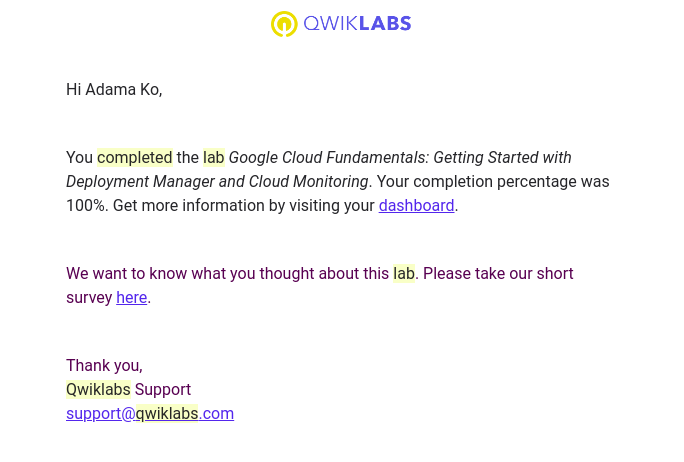 QWIKLABS
Hi Adama Ko,
You completed the lab Google Cloud Fundamentals: Getting Started with
Deployment Manager and Cloud Monitoring. Your completion percentage was
100%. Get more information by visiting your dashboard.
We want to know what you thought about this lab. Please take our short
survey here.
Thank you,
Qwiklabs Support
support@qwiklabs.com